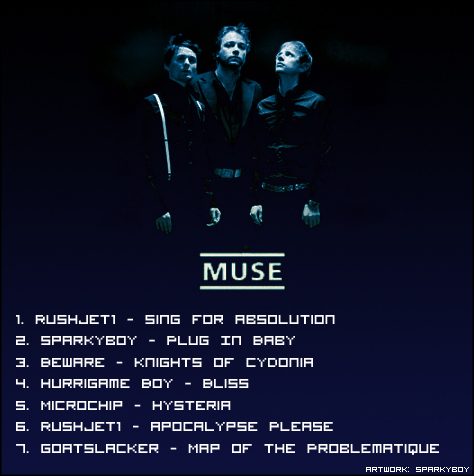 MUSE
1. RUSHJET1 - SING FOR ABSOLUTION
2. SPARKYBOY - PLUG IN BABY
3. BEWARE - KNIGHTS OF CYDONIA
4. HURRIGAME BOY - BLISS
5. MICROCHIP - HYSTERIA
6. RUSHJET1 - APOCALYPSE PLEASE
7. GOATSLACKER - MAP OF THE PROBLEMATIQUE
ARTWORK: SPARKYBOY